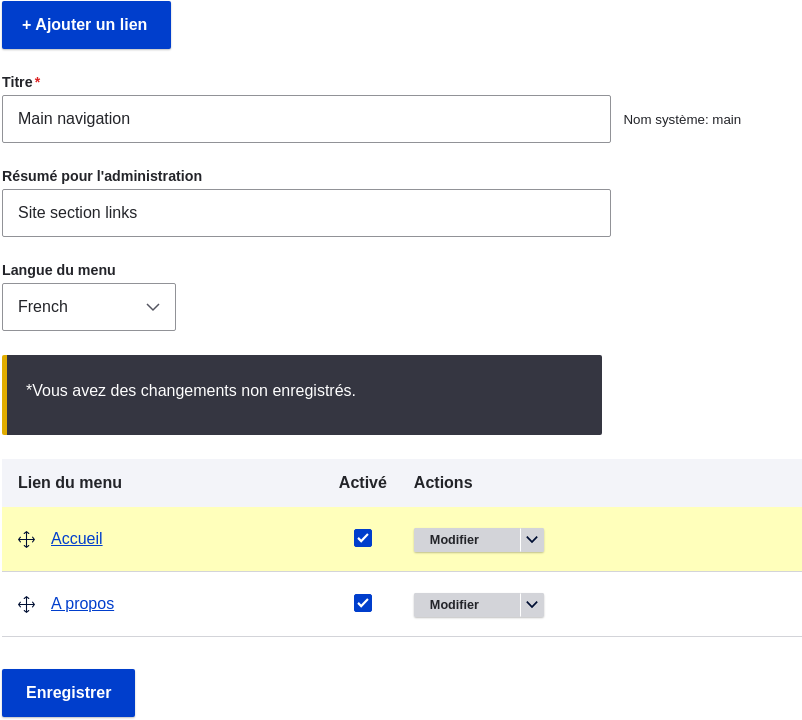 + Ajouter un lien
Titre*
Main navigation
Nom système: main
Résumé pour l'administration
Site section links
Langue du menu
French
*Vous avez des changements non enregistrés.
Lien du menu Activé Actions
Accueil Modifier
A propos Modifier
Enregistrer